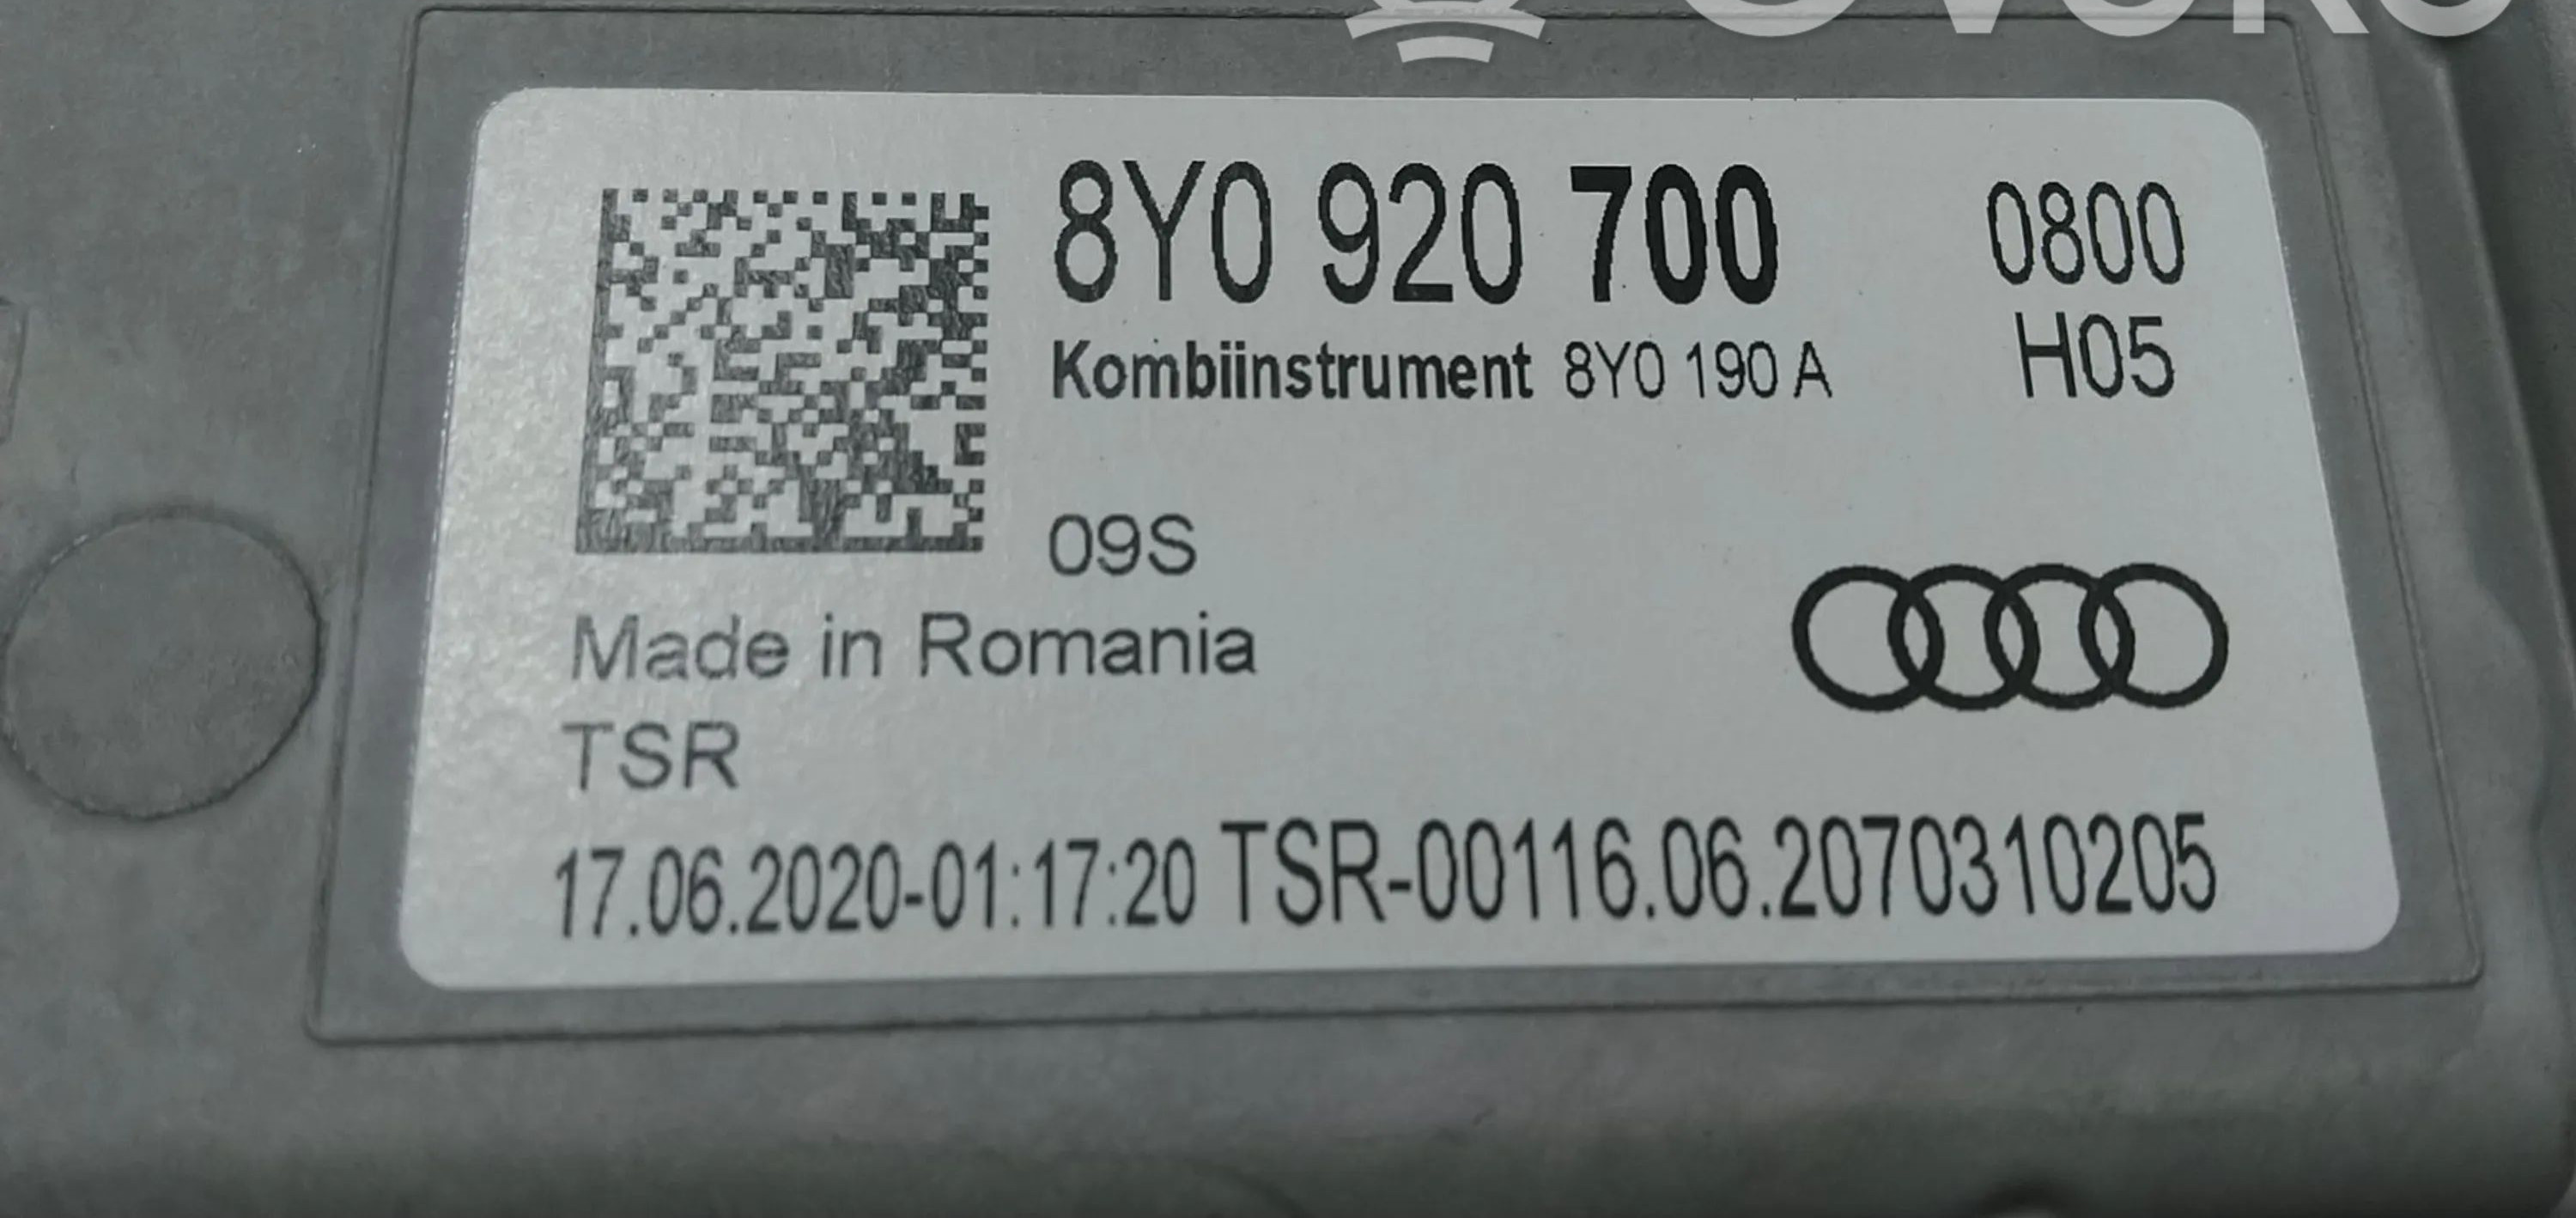 8Y0 920 700 0800
Kombiinstrument 8Y0 190 A H05
09S
Made in Romania
TSR
17.06.2020-01:17:20 TSR-00116.06.2070310205